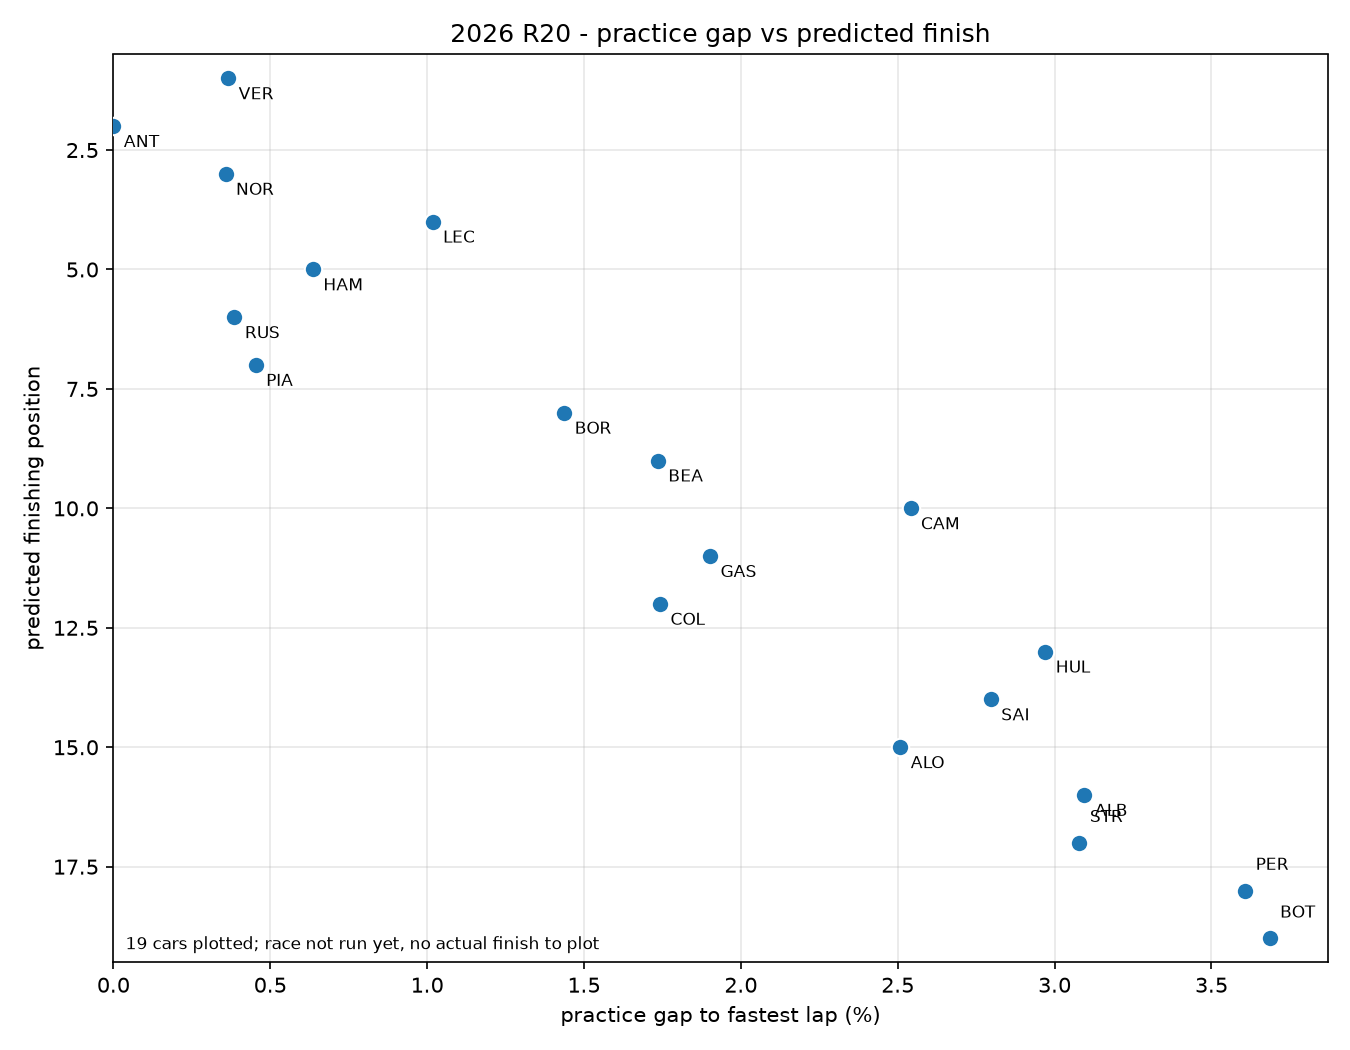 2026 R20 - practice gap vs predicted finish
VER
ANT
2.5
NOR
LEC
5.0
HAM
RUS
PIA
7.5
BOR
BEA
10.0
CAM
GAS
COL
12.5
HUL
SAI
15.0
ALO
ALB
STR
17.5
PER
BOT
19 cars plotted; race not run yet, no actual finish to plot
0.0 0.5 1.0 1.5 2.0 2.5 3.0 3.5
practice gap to fastest lap (%)
predicted finishing position